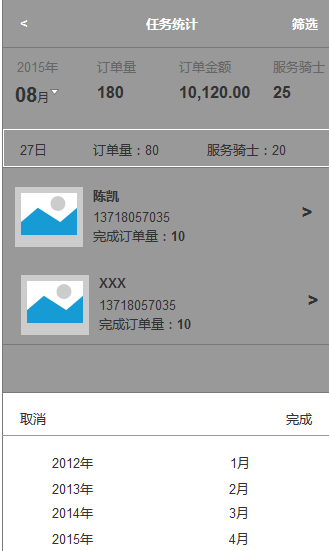 < 任务统计 筛选
2015年 订单量 订单金额 服务骑士
08月 180 10,120.00 25
27日 订单量：80 服务骑士：20
陈凯
13718057035
完成订单量：10
>
XXX
13718057035
完成订单量：10
>
取消 完成
2012年 1月
2013年 2月
2014年 3月
2015年 4月